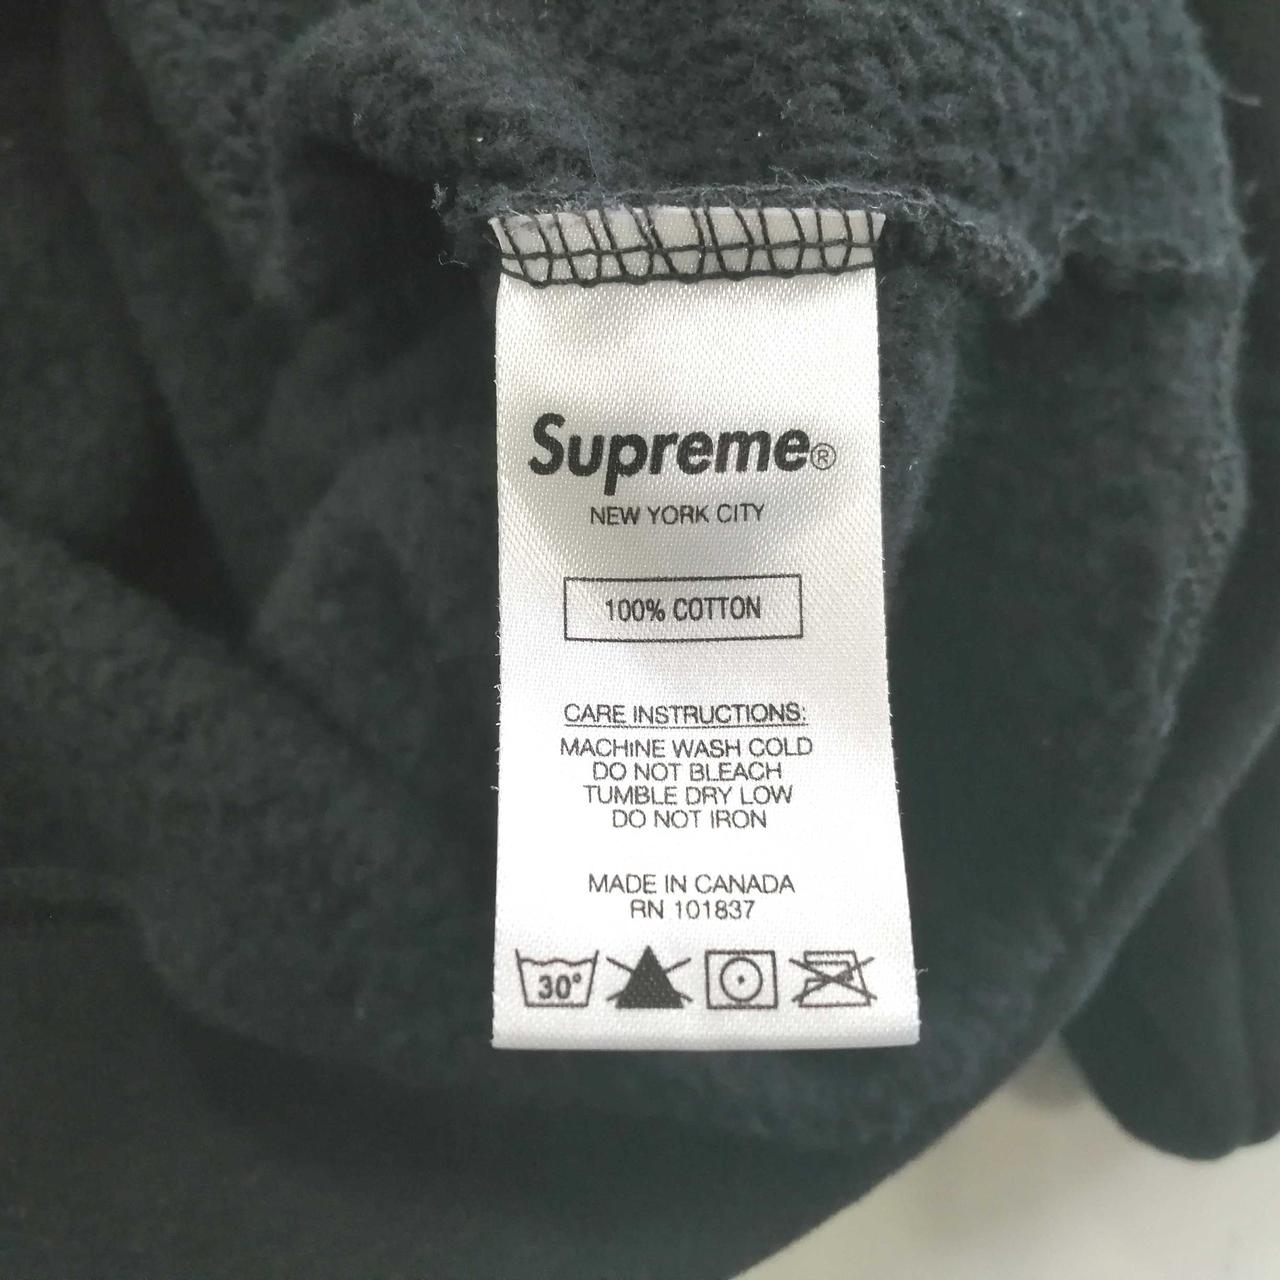 Supreme®
NEW YORK CITY
100% COTTON
CARE INSTRUCTIONS:
MACHINE WASH COLD
DO NOT BLEACH
TUMBLE DRY LOW
DO NOT IRON
MADE IN CANADA
RN 101837
30°